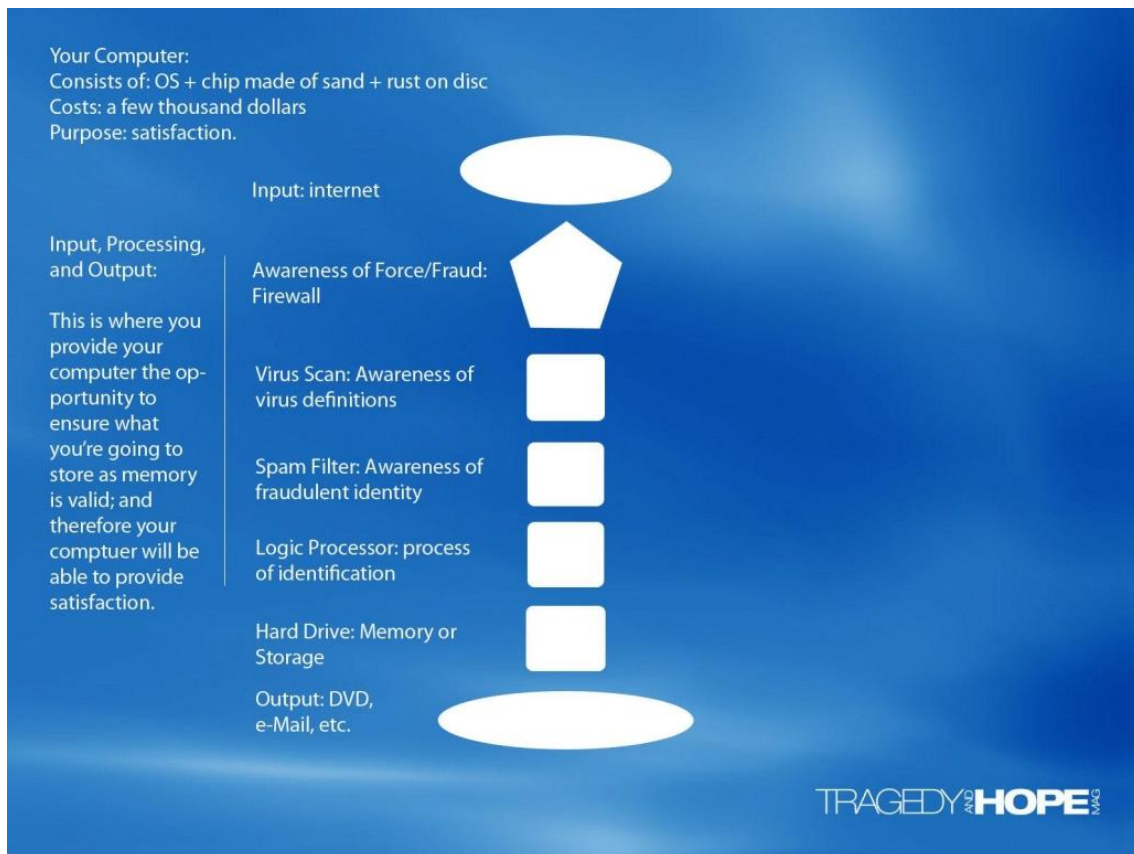 Your Computer:
Consists of: OS + chip made of sand + rust on disc
Costs: a few thousand dollars
Purpose: satisfaction.
Input: internet
Input, Processing,
and Output:
This is where you
provide your
computer the op-
portunity to
ensure what
you're going to
store as memory
is valid; and
therefore your
comptuer will be
able to provide
satisfaction.
Awareness of Force/Fraud:
Firewall
Virus Scan: Awareness of
virus definitions
Spam Filter: Awareness of
fraudulent identity
Logic Processor: process
of identification
Hard Drive: Memory or
Storage
Output: DVD,
e-Mail, etc.
TRAGEDY AND HOPE MAG